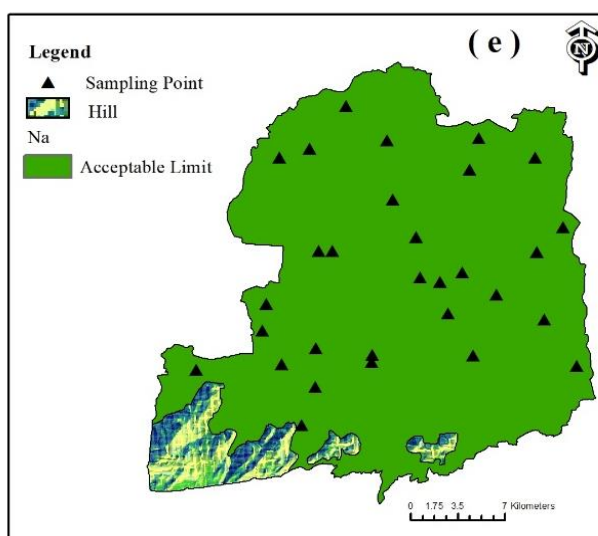 ( e )
N
Legend
Sampling Point
Hill
Na
Acceptable Limit
0 1.75 3.5 7 Kilometers